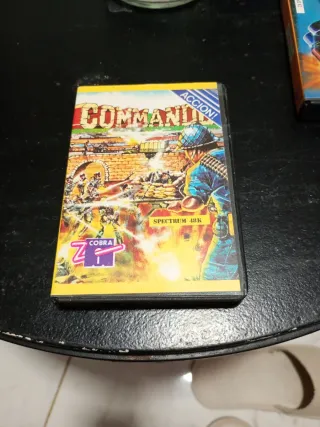 ACCION!
COMMANDO
SPECTRUM 48K
COBRA